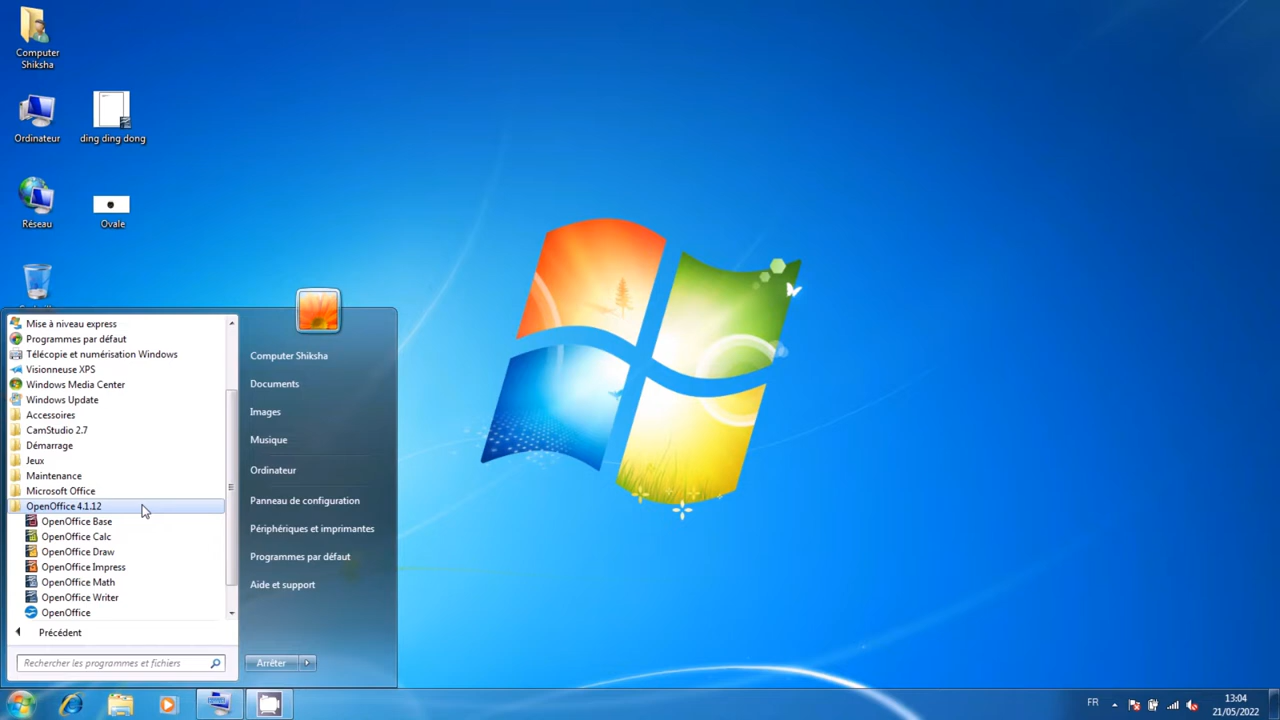 Computer
Shiksha
Ordinateur
ding ding dong
Réseau
Ovale
Mise à niveau express
Programmes par défaut
Télécopie et numérisation Windows
Visionneuse XPS
Windows Media Center
Windows Update
Accessoires
CamStudio 2.7
Démarrage
Jeux
Maintenance
Microsoft Office
OpenOffice 4.1.12
OpenOffice Base
OpenOffice Calc
OpenOffice Draw
OpenOffice Impress
OpenOffice Math
OpenOffice Writer
OpenOffice
Précédent
Rechercher les programmes et fichiers
Computer Shiksha
Documents
Images
Musique
Ordinateur
Panneau de configuration
Périphériques et imprimantes
Programmes par défaut
Aide et support
Arrêter
FR
13:04
21/05/2022